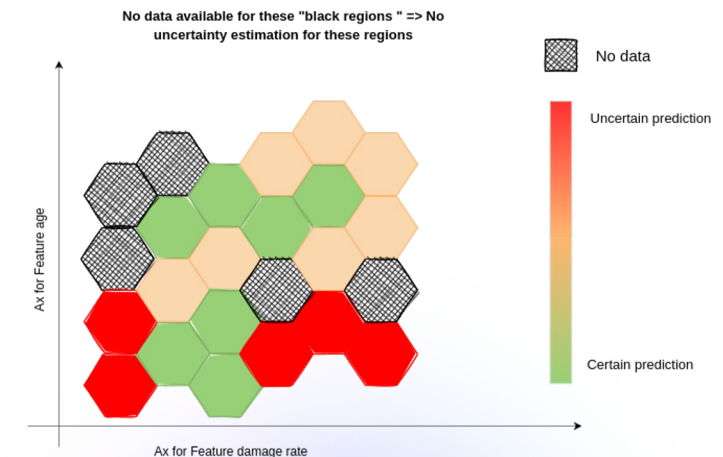 No data available for these "black regions " => No
uncertainty estimation for these regions
No data
Uncertain prediction
Ax for Feature age
Certain prediction
Ax for Feature damage rate